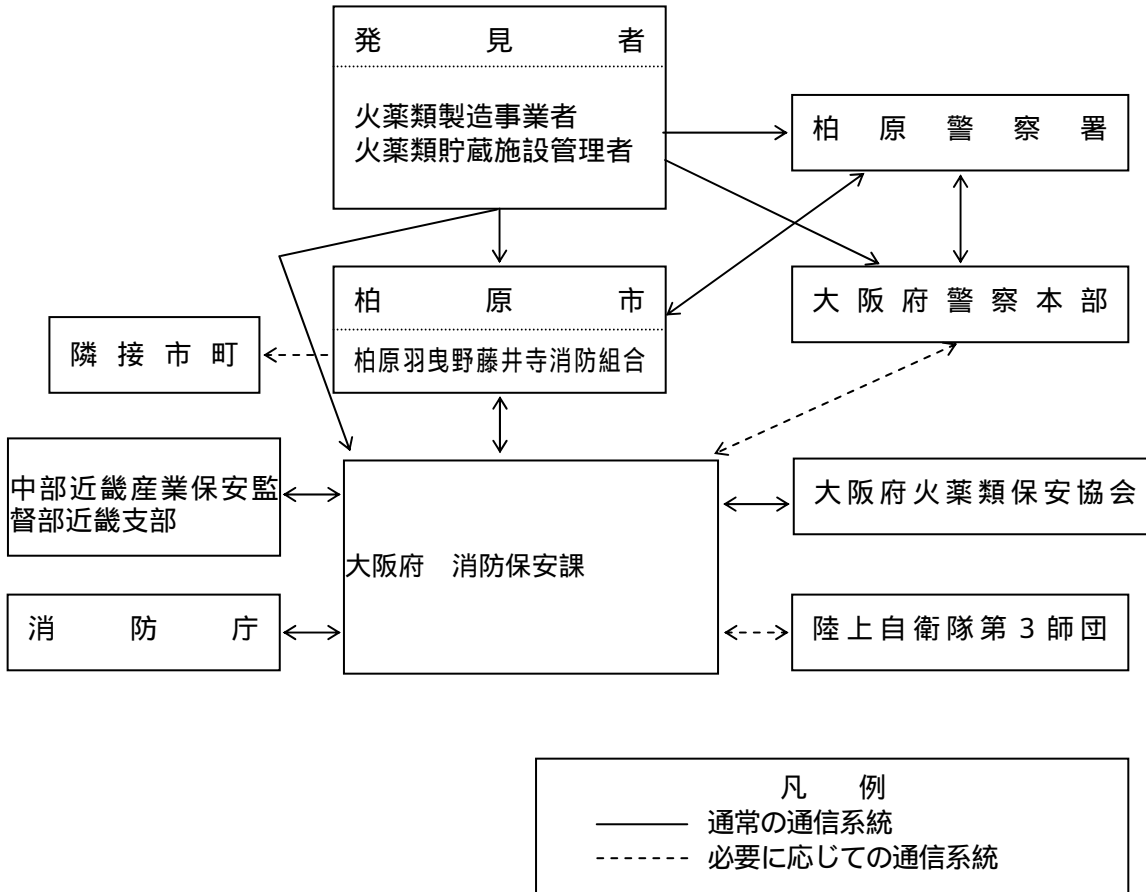 発見者
火薬類製造事業者
火薬類貯蔵施設管理者
柏原警察署
柏原市
柏原羽曳野藤井寺消防組合
大阪府警察本部
隣接市町
中部近畿産業保安監
督部近畿支部
大阪府　消防保安課
大阪府火薬類保安協会
消防庁
陸上自衛隊第３師団
凡　例
通常の通信系統
必要に応じての通信系統